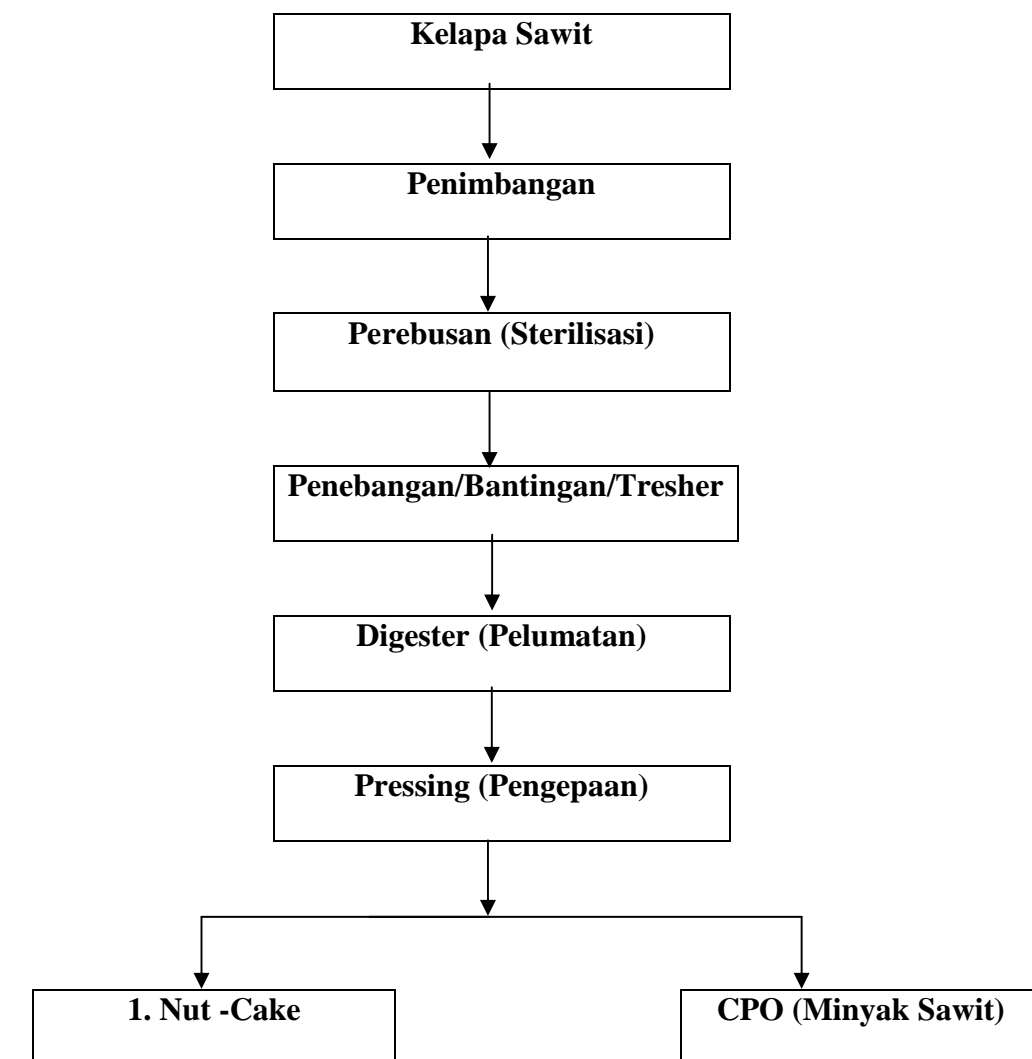 Kelapa Sawit
Penimbangan
Perebusan (Sterilisasi)
Penebangan/Bantingan/Tresher
Digester (Pelumatan)
Pressing (Pengepaan)
1. Nut -Cake
CPO (Minyak Sawit)